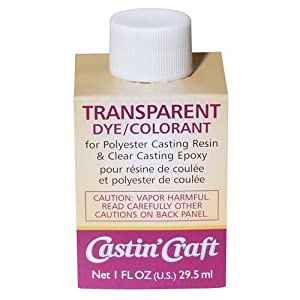 TRANSPARENT
DYE/COLORANT
for Polyester Casting Resin
& Clear Casting Epoxy
pour résine de coulée
et polyester de coulée
CAUTION: VAPOR HARMFUL.
READ CAREFULLY OTHER
CAUTIONS ON BACK PANEL.
Castin' Craft
Net 1 FL OZ (U.S.) 29.5 ml